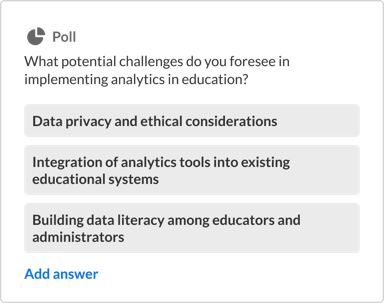 Poll
What potential challenges do you foresee in
implementing analytics in education?
Data privacy and ethical considerations
Integration of analytics tools into existing
educational systems
Building data literacy among educators and
administrators
Add answer